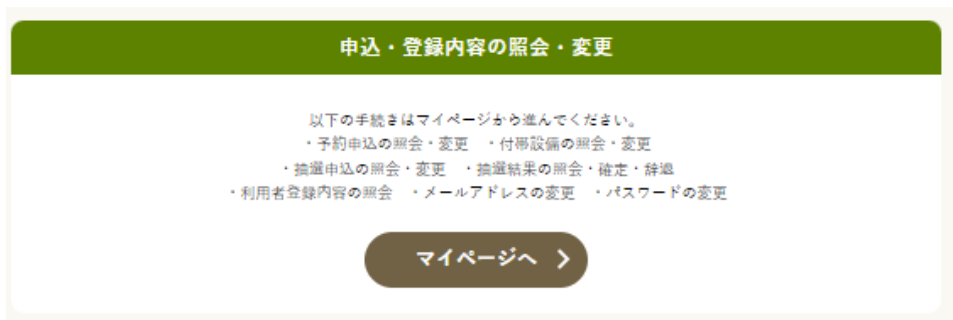 申込・登録内容の照会・変更
以下の手続きはマイページから進んでください。
・予約申込の照会・変更　・付帯設備の照会・変更
・抽選申込の照会・変更　・抽選結果の照会・確定・辞退
・利用者登録内容の照会　・メールアドレスの変更　・パスワードの変更
マイページへ